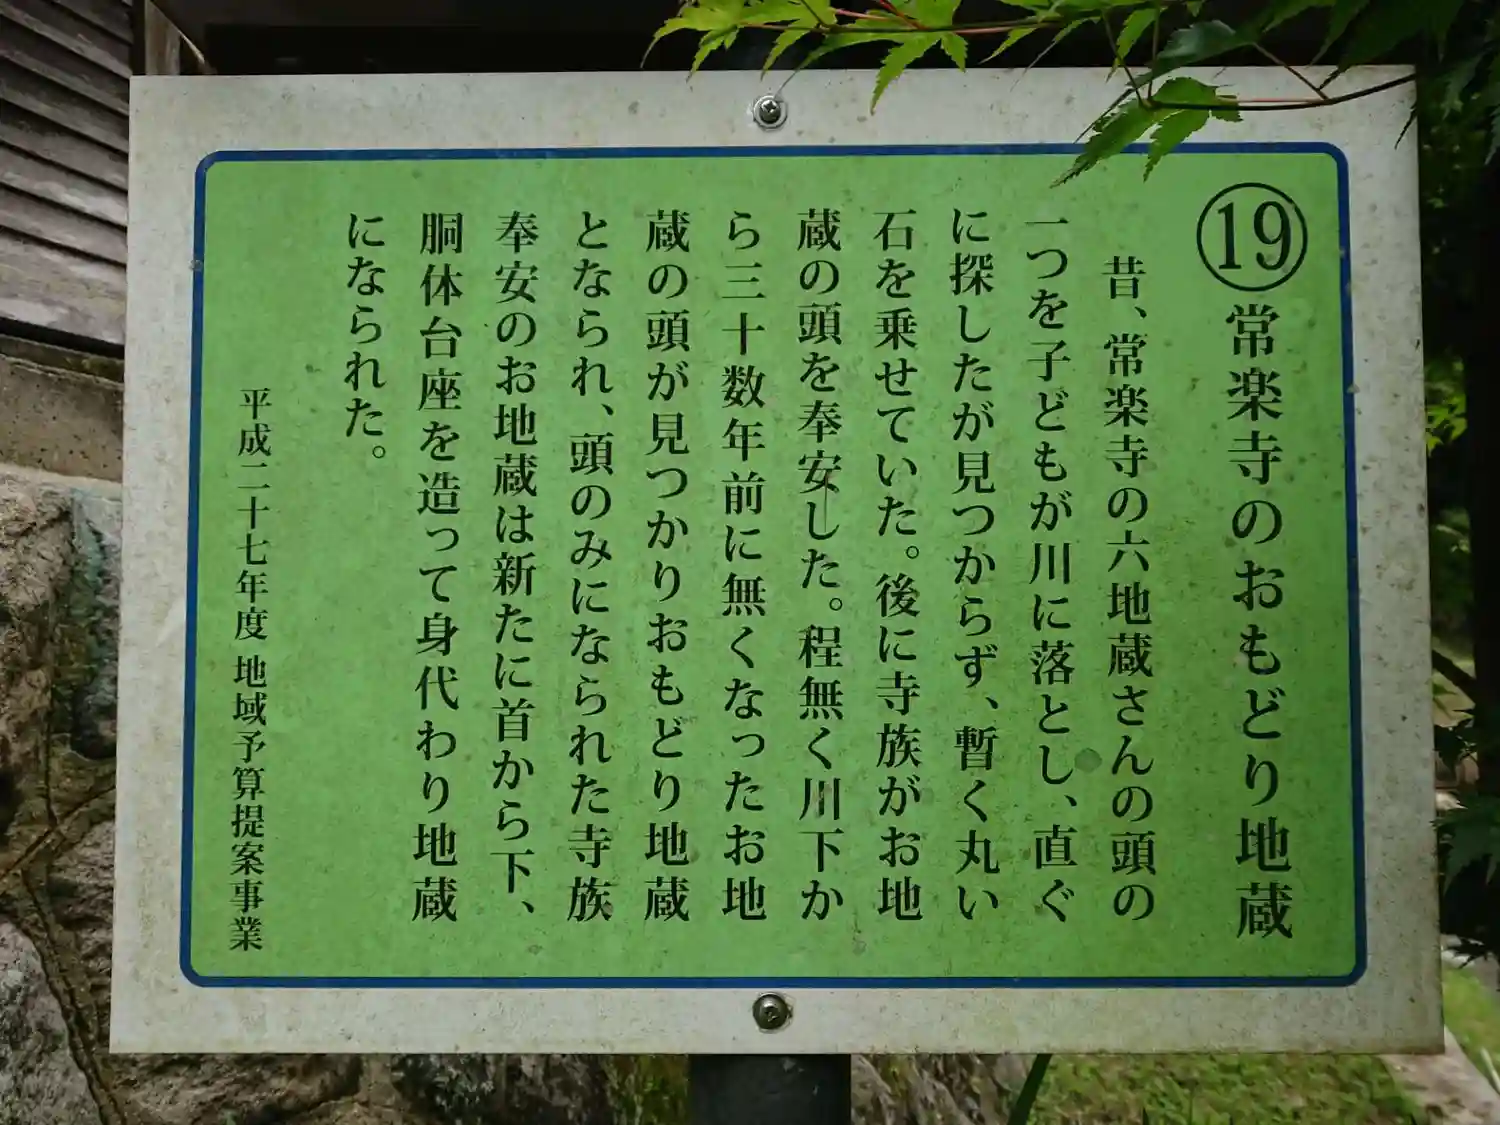 ⑲常楽寺のおもどり地蔵
昔、常楽寺の六地蔵さんの頭の
一つを子どもが川に落とし、直ぐ
に探したが見つからず、暫く丸い
石を乗せていた。後に寺族がお地
蔵の頭を奉安した。程無く川下か
ら三十数年前に無くなったお地
蔵の頭が見つかりおもどり地蔵
となられ、頭のみになられた寺族
奉安のお地蔵は新たに首から下、
胴体台座を造って身代わり地蔵
になられた。
平成二十七年度 地域予算提案事業